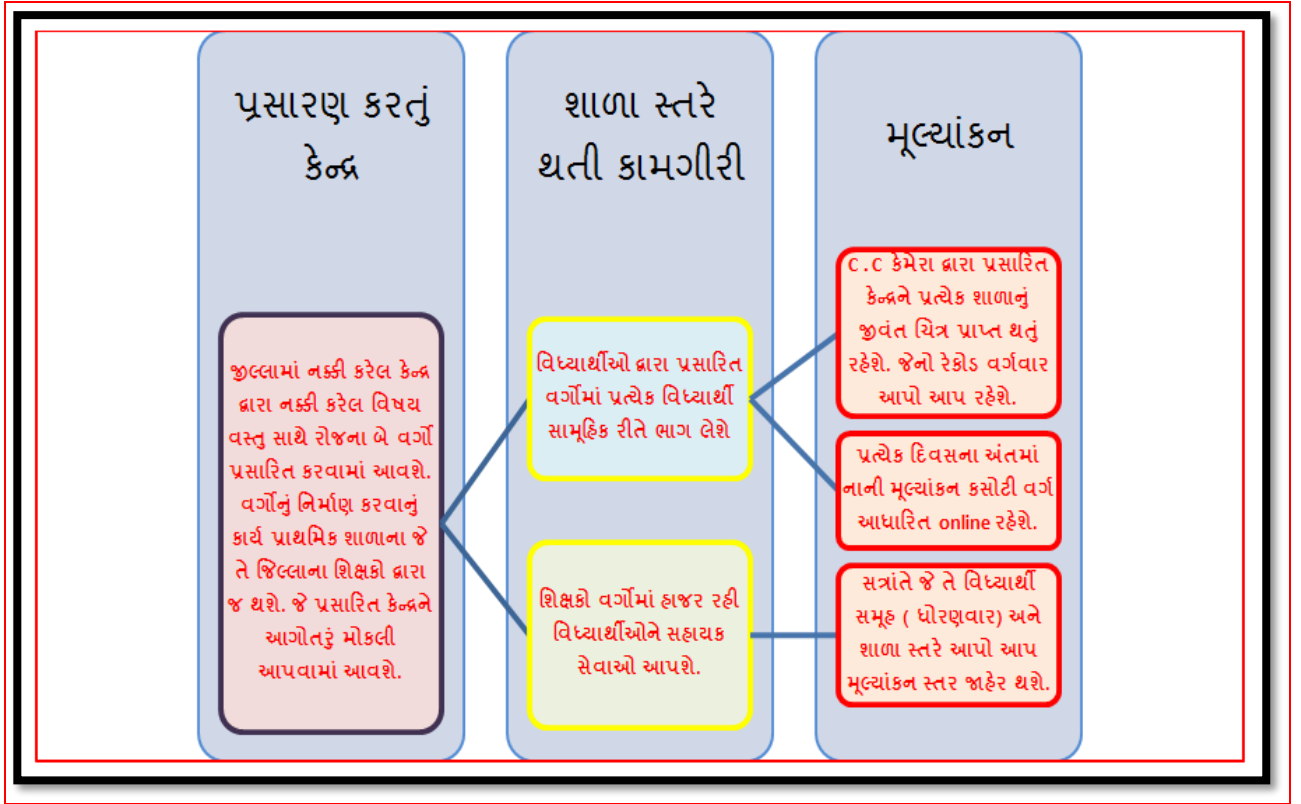 પ્રસારણ કરતું
કેન્દ્ર
જીલ્લામાં નક્કી કરેલ કેન્દ્ર
દ્વારા નક્કી કરેલ વિષય
વસ્તુ સાથે રોજના બે વર્ગો
પ્રસારિત કરવામાં આવશે.
વર્ગોનું નિર્માણ કરવાનું
કાર્ય પ્રાથમિક શાળાના જે
તે જિલ્લાના શિક્ષકો દ્વારા
જ થશે. જે પ્રસારિત કેન્દ્રને
આગોતરું મોકલી
આપવામાં આવશે.
શાળા સ્તરે
થતી કામગીરી
વિધ્યાર્થીઓ દ્વારા પ્રસારિત
વર્ગોમાં પ્રત્યેક વિધ્યાર્થી
સામૂહિક રીતે ભાગ લેશે
શિક્ષકો વર્ગોમાં હાજર રહી
વિધ્યાર્થીઓને સહાયક
સેવાઓ આપશે.
મૂલ્યાંકન
C.C કેમેરા દ્વારા પ્રસારિત
કેન્દ્રને પ્રત્યેક શાળાનું
જીવંત ચિત્ર પ્રાપ્ત થતું
રહેશે. જેનો રેકોડ વર્ગવાર
આપો આપ રહેશે.
પ્રત્યેક દિવસના અંતમાં
નાની મૂલ્યાંકન કસોટી વર્ગ
આધારિત online રહેશે.
સત્રાંતે જે તે વિધ્યાર્થી
સમૂહ ( ધોરણવાર) અને
શાળા સ્તરે આપો આપ
મૂલ્યાંકન સ્તર જાહેર થશે.